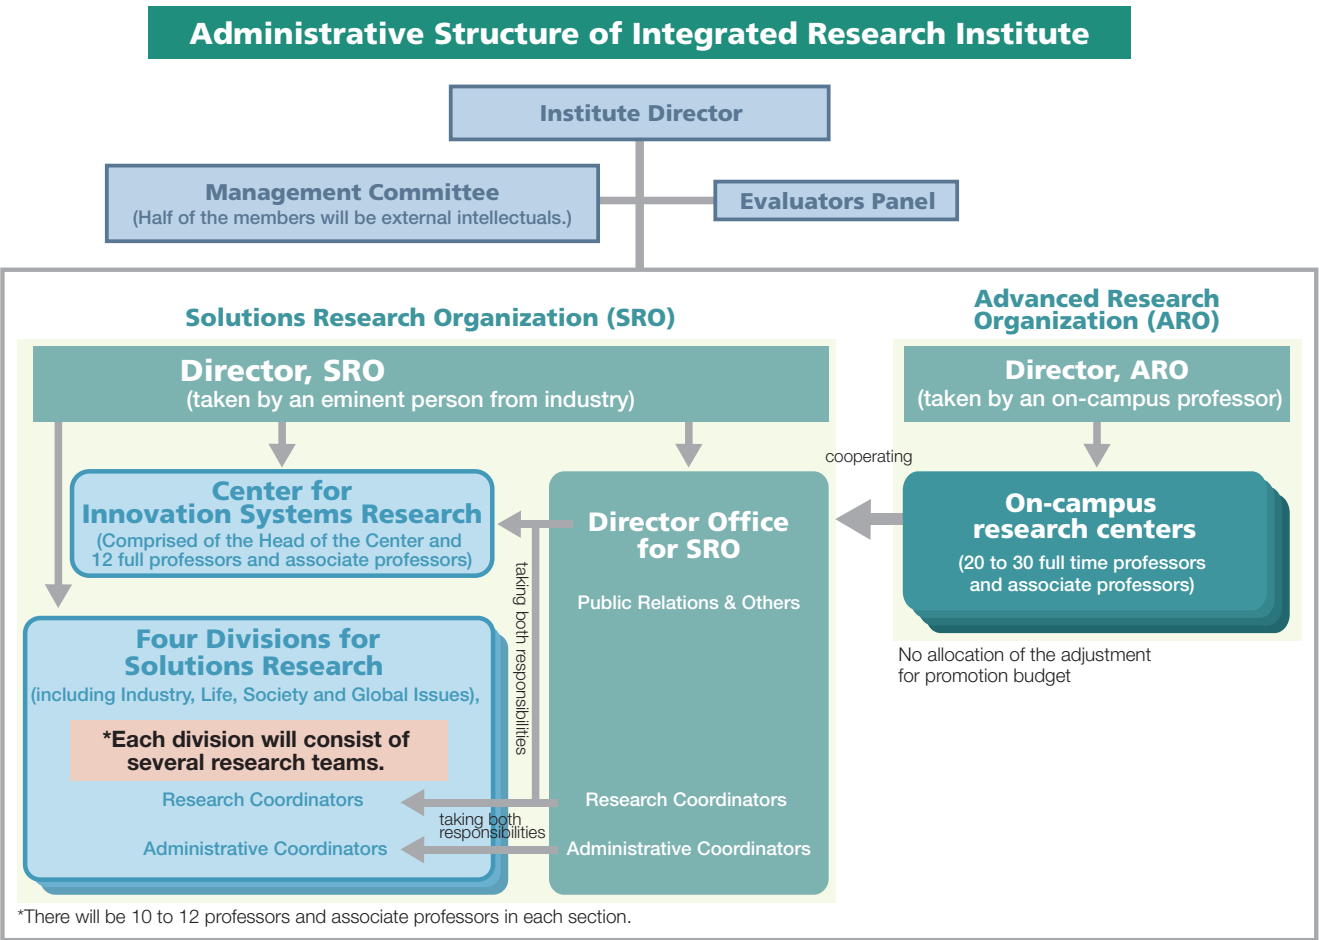 Administrative Structure of Integrated Research Institute
Institute Director
Management Committee
(Half of the members will be external intellectuals.)
Evaluators Panel
Solutions Research Organization (SRO)
Advanced Research
Organization (ARO)
Director, SRO
(taken by an eminent person from industry)
Director, ARO
(taken by an on-campus professor)
cooperating
Center for
Innovation Systems Research
(Comprised of the Head of the Center and
12 full professors and associate professors)
Director Office
for SRO
Public Relations & Others
On-campus
research centers
(20 to 30 full time professors
and associate professors)
taking both responsibilities
Four Divisions for
Solutions Research
(including Industry, Life, Society and Global Issues),
No allocation of the adjustment
for promotion budget
*Each division will consist of
several research teams.
Research Coordinators
Research Coordinators
taking both
responsibilities
Administrative Coordinators
Administrative Coordinators
*There will be 10 to 12 professors and associate professors in each section.